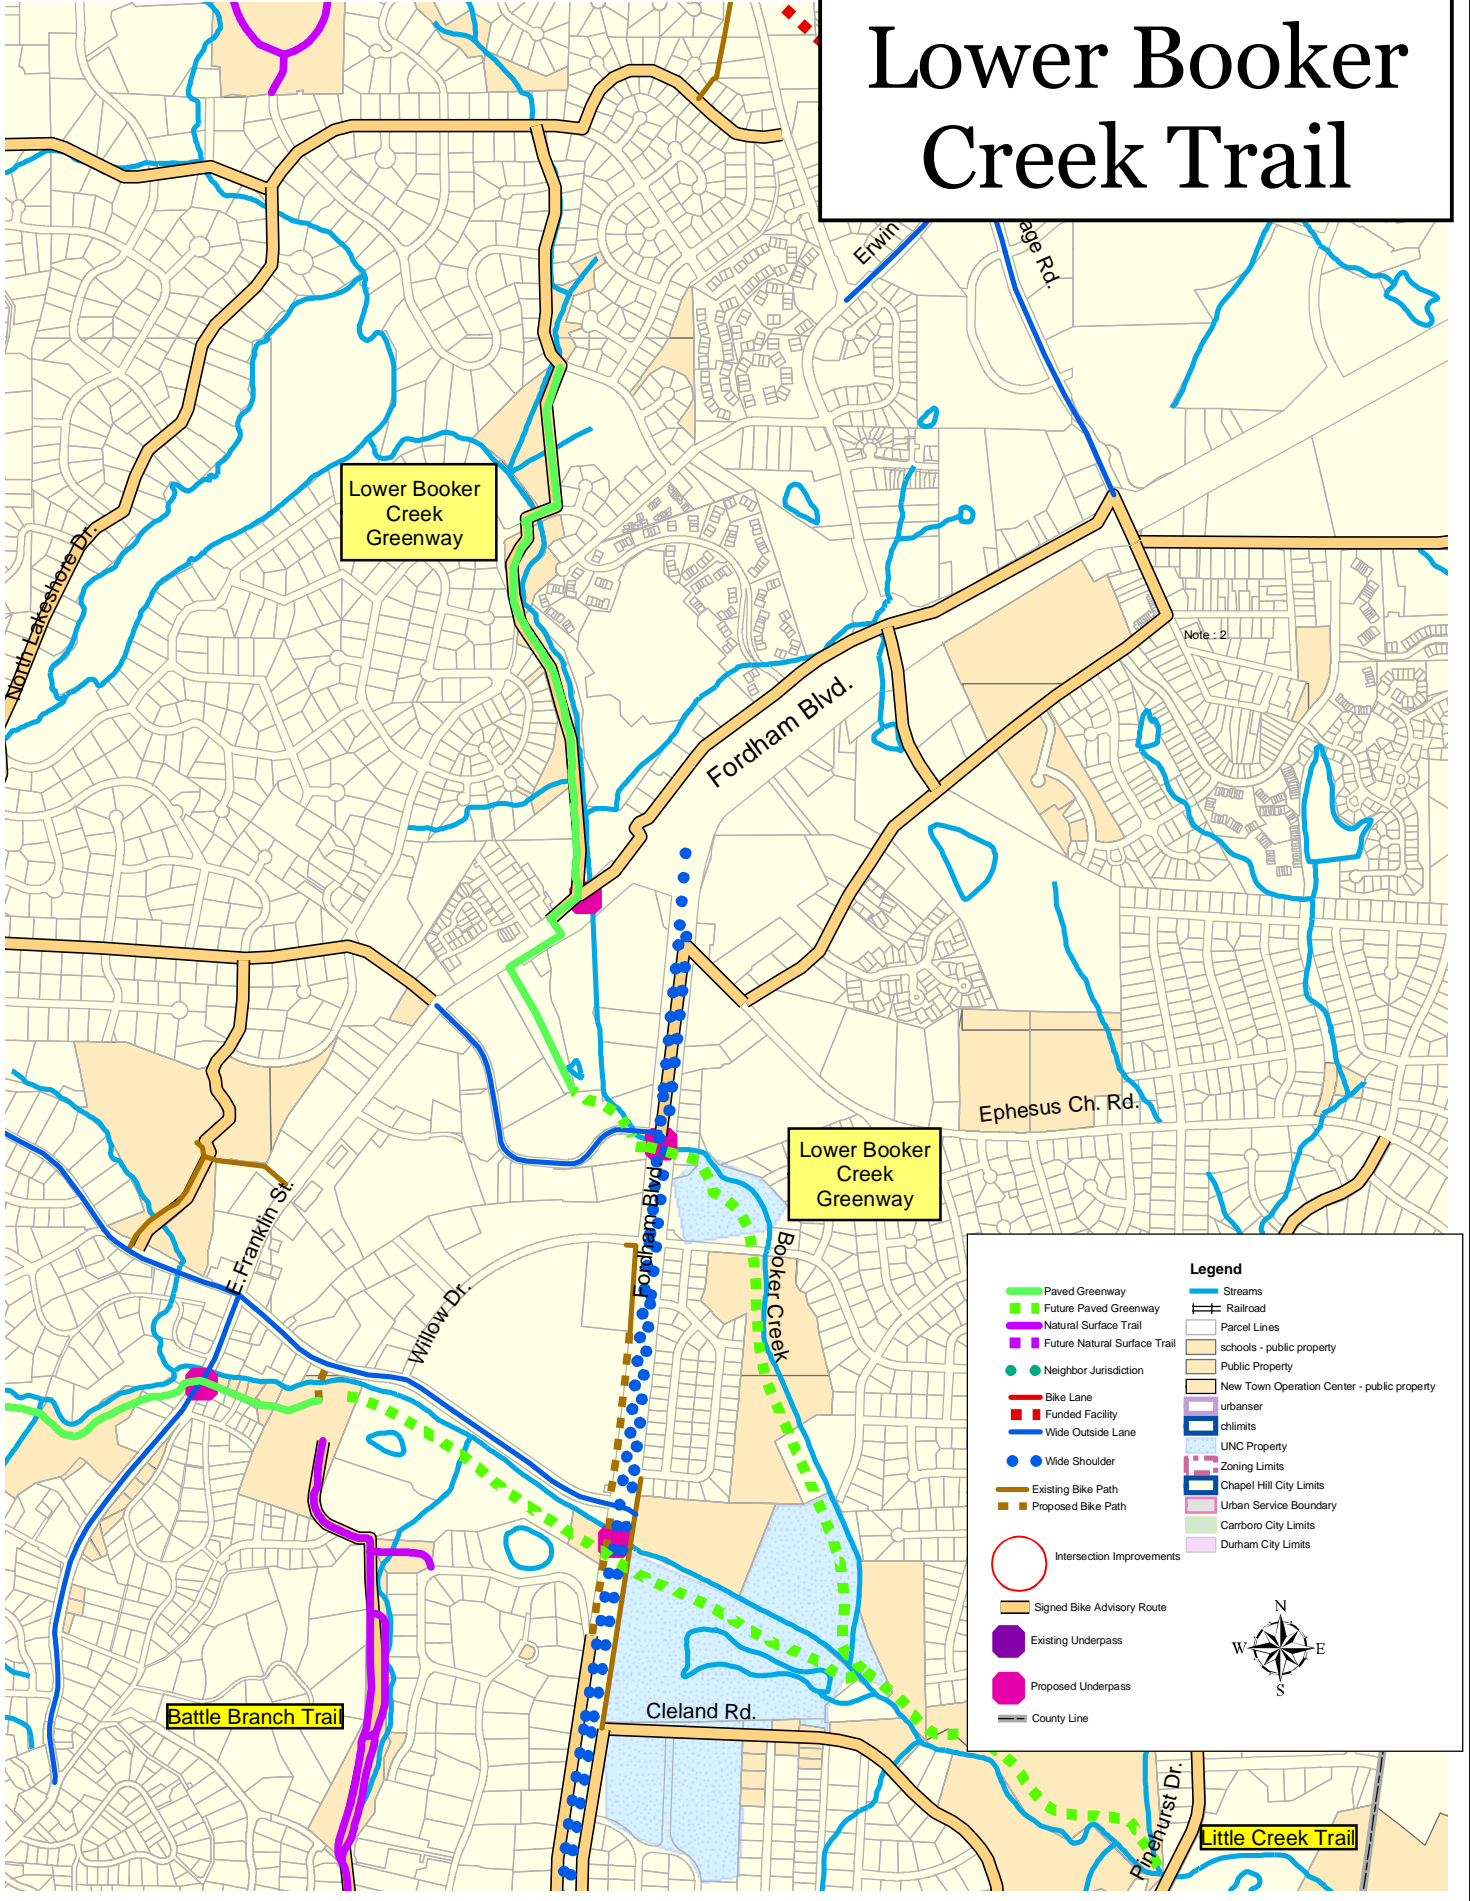 Lower Booker
Creek Trail
Erwin
age Rd.
Lower Booker
Creek
Greenway
North Lakeshore Dr.
Note : 2
Fordham Blvd.
Ephesus Ch. Rd.
Lower Booker
Creek
Greenway
E.Franklin St.
Fordham Blvd.
Booker Creek
Willow Dr.
Legend
Paved Greenway
Future Paved Greenway
Natural Surface Trail
Future Natural Surface Trail
Neighbor Jurisdiction
Bike Lane
Funded Facility
Wide Outside Lane
Wide Shoulder
Existing Bike Path
Proposed Bike Path
Intersection Improvements
Signed Bike Advisory Route
Existing Underpass
Proposed Underpass
County Line
Streams
Railroad
Parcel Lines
schools - public property
Public Property
New Town Operation Center - public property
urbanser
chlimits
UNC Property
Zoning Limits
Chapel Hill City Limits
Urban Service Boundary
Carrboro City Limits
Durham City Limits
N
W E
S
Battle Branch Trail
Cleland Rd.
Pinehurst Dr.
Little Creek Trail